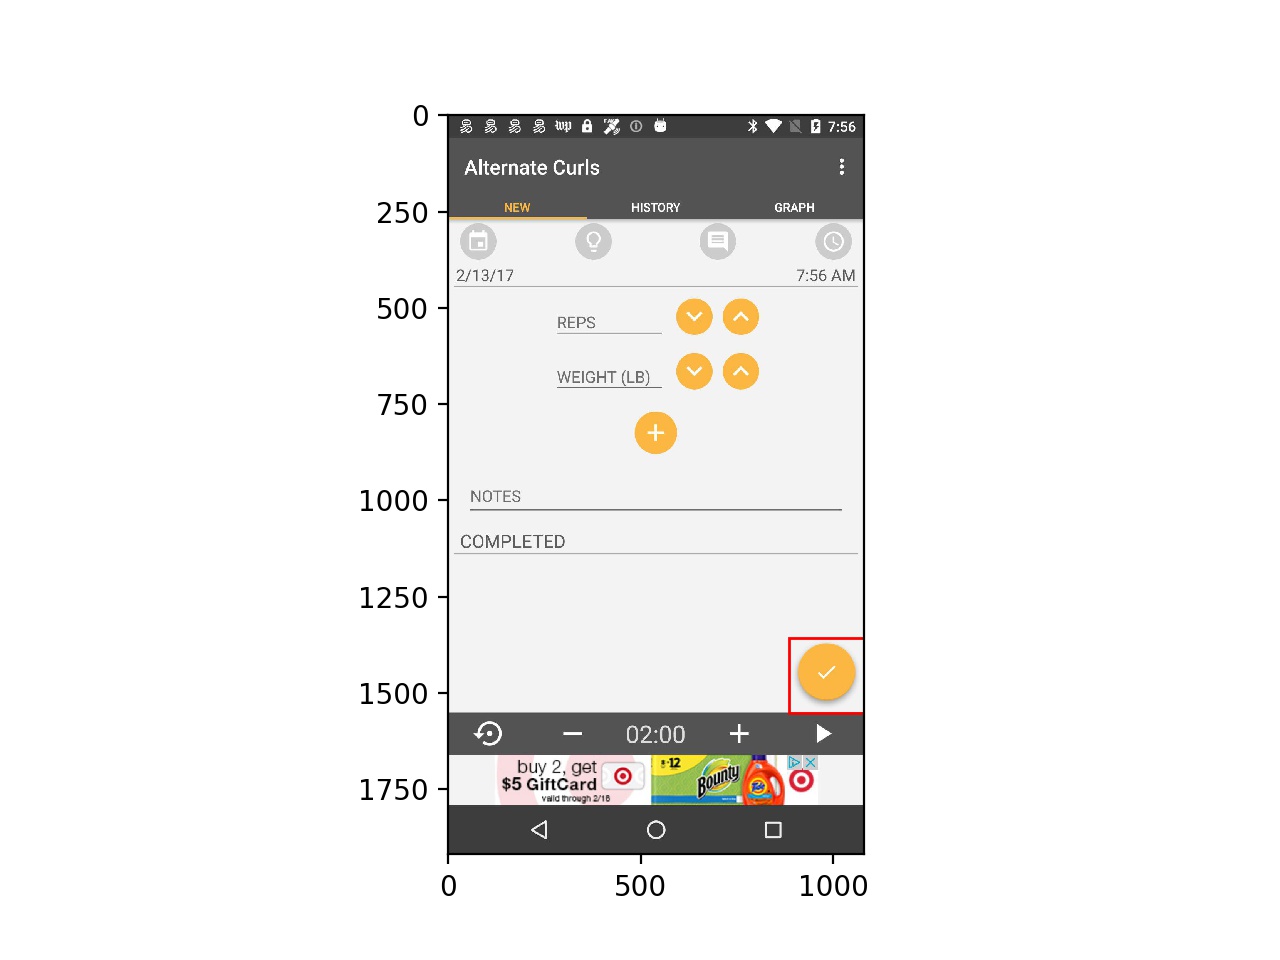 0
250
500
750
1000
1250
1500
1750
0
500
1000
7:56
Alternate Curls
NEW
HISTORY
GRAPH
2/13/17
7:56 AM
REPS
WEIGHT (LB)
NOTES
COMPLETED
02:00
buy 2, get
$5 GiftCard
valid through 2/18
Bounty
Tide